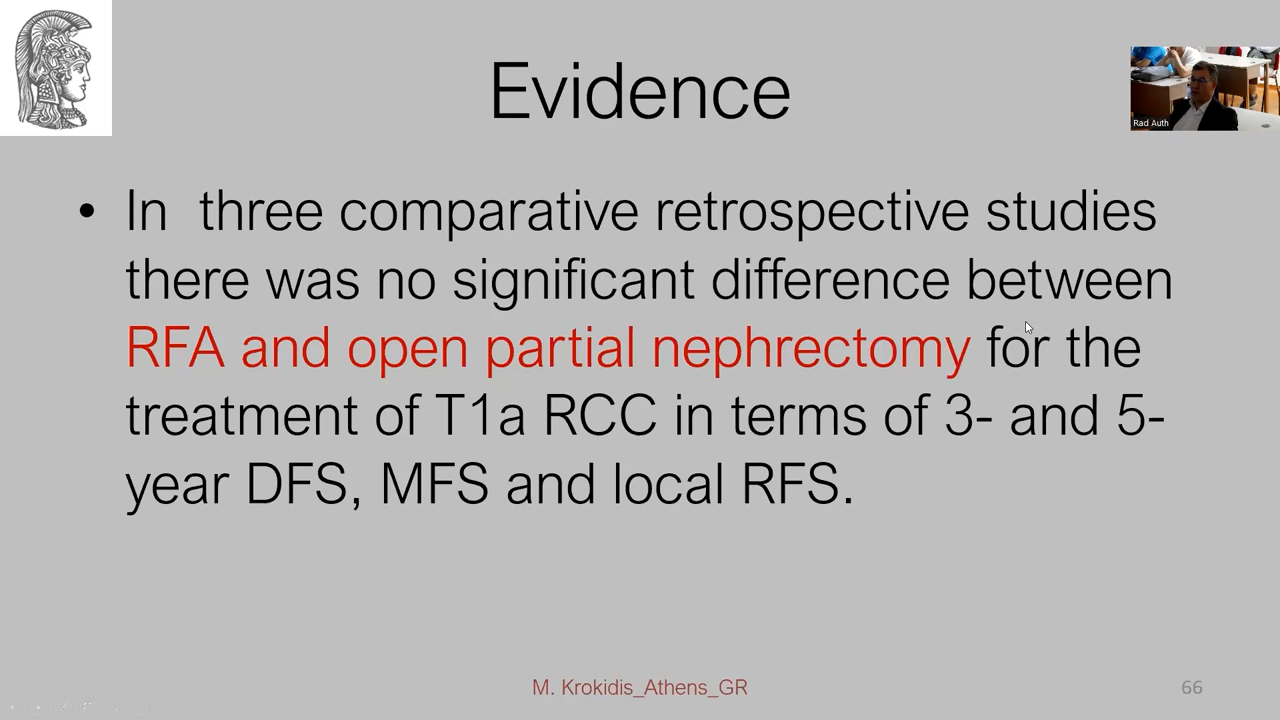 Evidence
Rad Auth
• In three comparative retrospective studies
there was no significant difference between
RFA and open partial nephrectomy for the
treatment of T1a RCC in terms of 3- and 5-
year DFS, MFS and local RFS.
M. Krokidis_Athens_GR
66